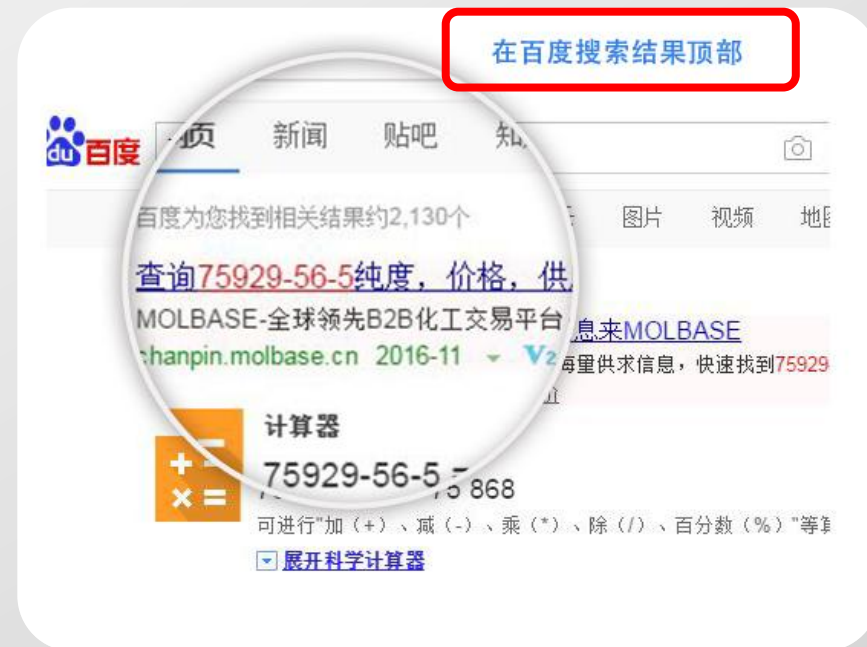 在百度搜索结果顶部
du 百度
页 新闻 贴吧
图片 视频
百度为您找到相关结果约2,130个
查询75929-56-5纯度，价格，供
息来MOLBASE
MOLBASE-全球领先B2B化工交易平台
海量供求信息，快速找到75929
chanpin.molbase.cn 2016-11 V2
计算器
75929-56-5
75 868
可进行"加（+）、减（-）、乘（*）、除（/）、百分数（%）"等
展开科学计算器